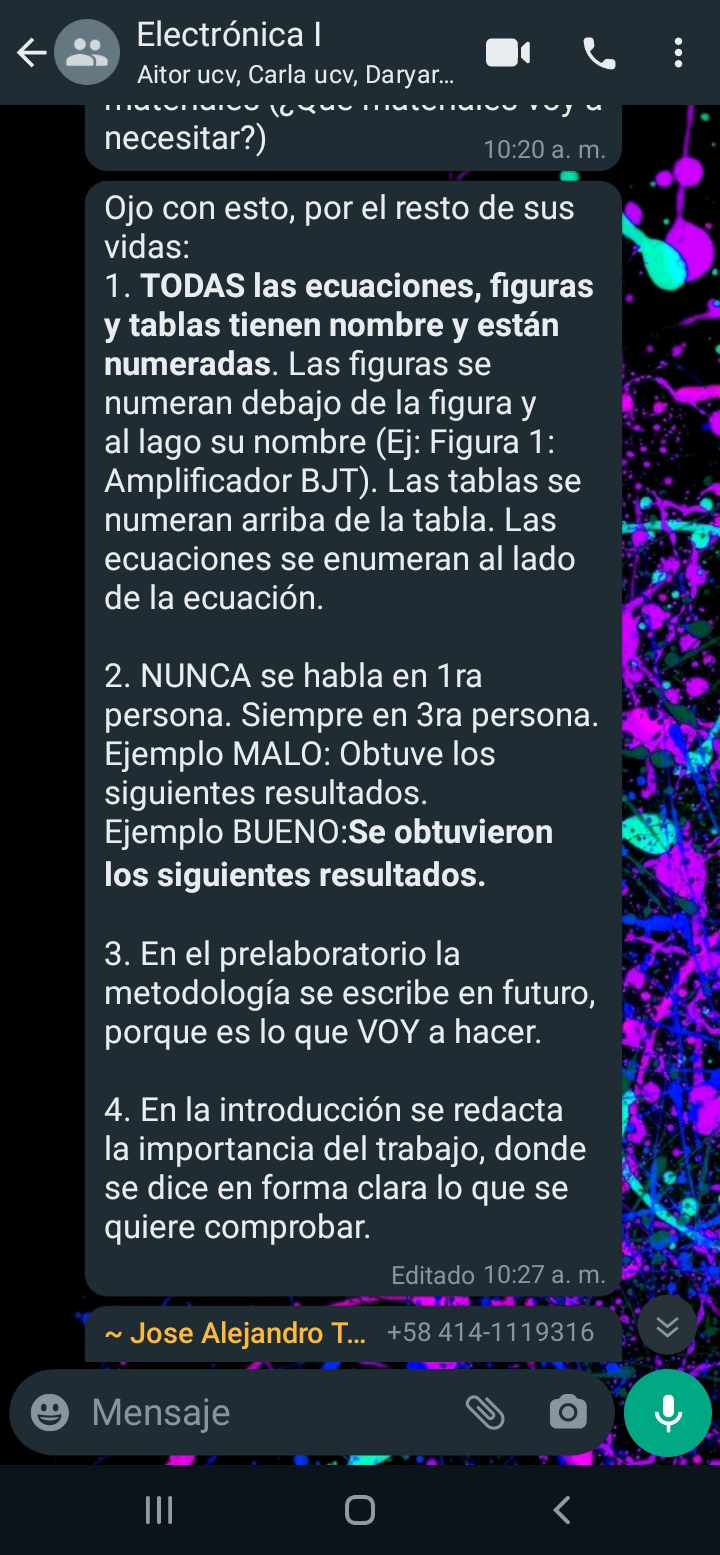 Electrónica I
Aitor ucv, Carla ucv, Daryar...
materiales (¿Qué materiales voy a
necesitar?)
10:20 a. m.
Ojo con esto, por el resto de sus
vidas:
1. TODAS las ecuaciones, figuras
y tablas tienen nombre y están
numeradas. Las figuras se
numeran debajo de la figura y
al lago su nombre (Ej: Figura 1:
Amplificador BJT). Las tablas se
numeran arriba de la tabla. Las
ecuaciones se enumeran al lado
de la ecuación.
2. NUNCA se habla en 1ra
persona. Siempre en 3ra persona.
Ejemplo MALO: Obtuve los
siguientes resultados.
Ejemplo BUENO:Se obtuvieron
los siguientes resultados.
3. En el prelaboratorio la
metodología se escribe en futuro,
porque es lo que VOY a hacer.
4. En la introducción se redacta
la importancia del trabajo, donde
se dice en forma clara lo que se
quiere comprobar.
Editado 10:27 a. m.
~ Jose Alejandro T... +58 414-1119316
Mensaje